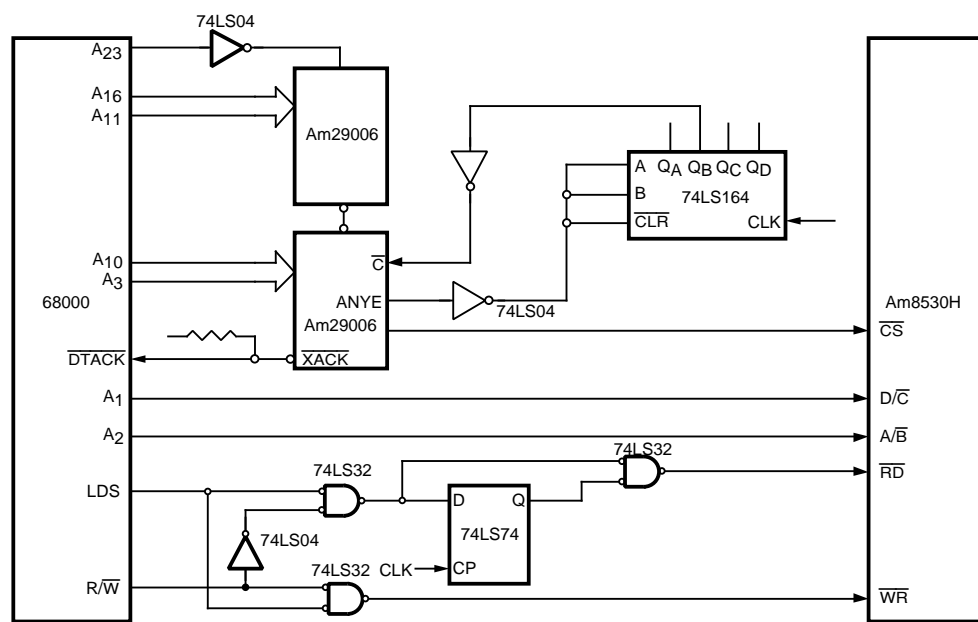 74LS04
A23
A16
A11
Am29006
A QA QB QC QD
B 74LS164
CLR CLK
A10
A3
C
68000
ANYE
74LS04
Am29006
Am8530H
CS
DTACK
XACK
A1
D/C
A2
A/B
74LS32
74LS32
RD
LDS
D Q
74LS04
74LS74
74LS32
CLK
CP
R/W
WR